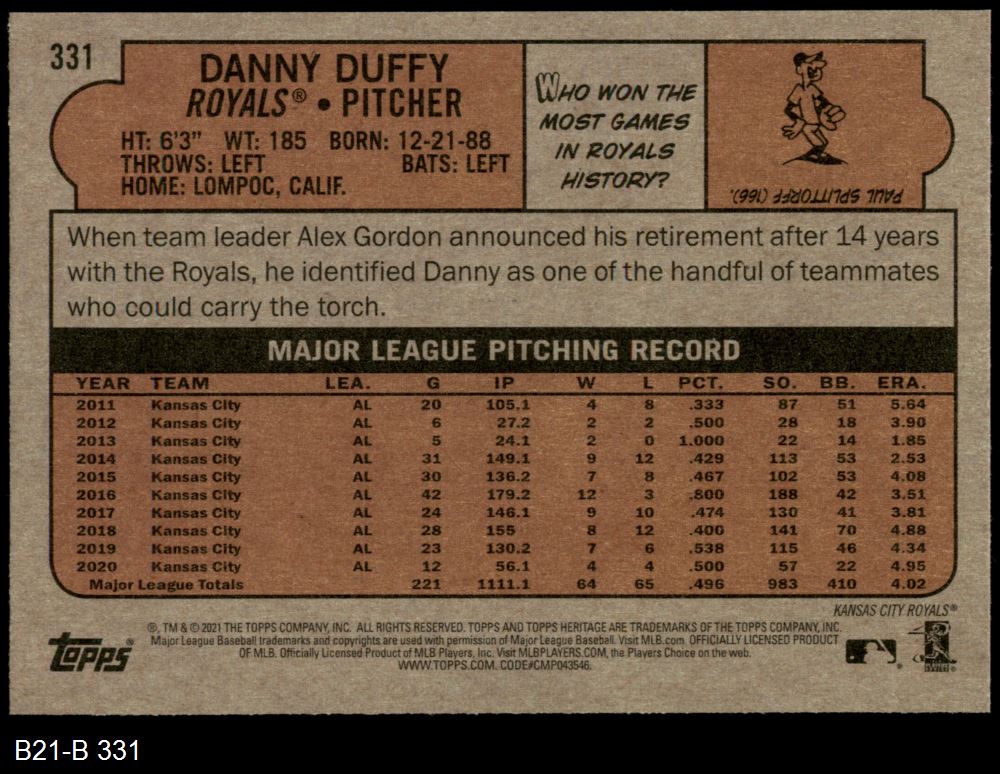 331
DANNY DUFFY
ROYALS® • PITCHER
HT: 6'3" WT: 185 BORN: 12-21-88
THROWS: LEFT BATS: LEFT
HOME: LOMPOC, CALIF.
WHO WON THE
MOST GAMES
IN ROYALS
HISTORY?
PAUL SPLITTORFF (166).
When team leader Alex Gordon announced his retirement after 14 years
with the Royals, he identified Danny as one of the handful of teammates
who could carry the torch.
MAJOR LEAGUE PITCHING RECORD
YEAR TEAM LEA. G IP W L PCT. SO. BB. ERA.
2011 Kansas City AL 20 105.1 4 8 .333 87 51 5.64
2012 Kansas City AL 6 27.2 2 2 .500 28 18 3.90
2013 Kansas City AL 5 24.1 2 0 1.000 22 14 1.85
2014 Kansas City AL 31 149.1 9 12 .429 113 53 2.53
2015 Kansas City AL 30 136.2 7 8 .467 102 53 4.08
2016 Kansas City AL 42 179.2 12 3 .800 188 42 3.51
2017 Kansas City AL 24 146.1 9 10 .474 130 41 3.81
2018 Kansas City AL 28 155 8 12 .400 141 70 4.88
2019 Kansas City AL 23 130.2 7 6 .538 115 46 4.34
2020 Kansas City AL 12 56.1 4 4 .500 57 22 4.95
Major League Totals 221 1111.1 64 65 .496 983 410 4.02
KANSAS CITY ROYALS®
®, TM & © 2021 THE TOPPS COMPANY, INC. ALL RIGHTS RESERVED. TOPPS AND TOPPS HERITAGE ARE TRADEMARKS OF THE TOPPS COMPANY, INC.
Major League Baseball trademarks and copyrights are used with permission of Major League Baseball. Visit MLB.com. OFFICIALLY LICENSED PRODUCT
OF MLB. Officially Licensed Product of MLB Players, Inc. Visit MLBPLAYERS.COM, the Players Choice on the web.
WWW.TOPPS.COM. CODE#CMP043546.
Topps®
B21-B 331